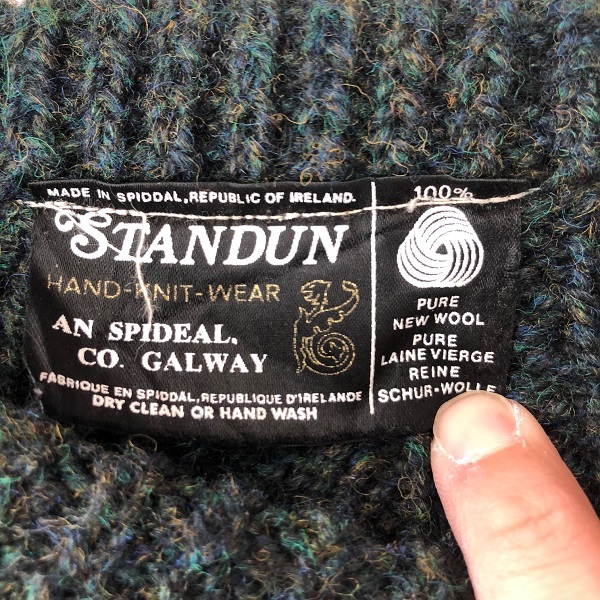 MADE IN SPIDDAL, REPUBLIC OF IRELAND.
STANDUN
HAND-KNIT-WEAR
AN SPIDEAL,
CO. GALWAY
FABRIQUE EN SPIDDAL, REPUBLIQUE D'IRELANDE
DRY CLEAN OR HAND WASH
100%
PURE
NEW WOOL
PURE
LAINE VIERGE
REINE
SCHUR-WOLLE